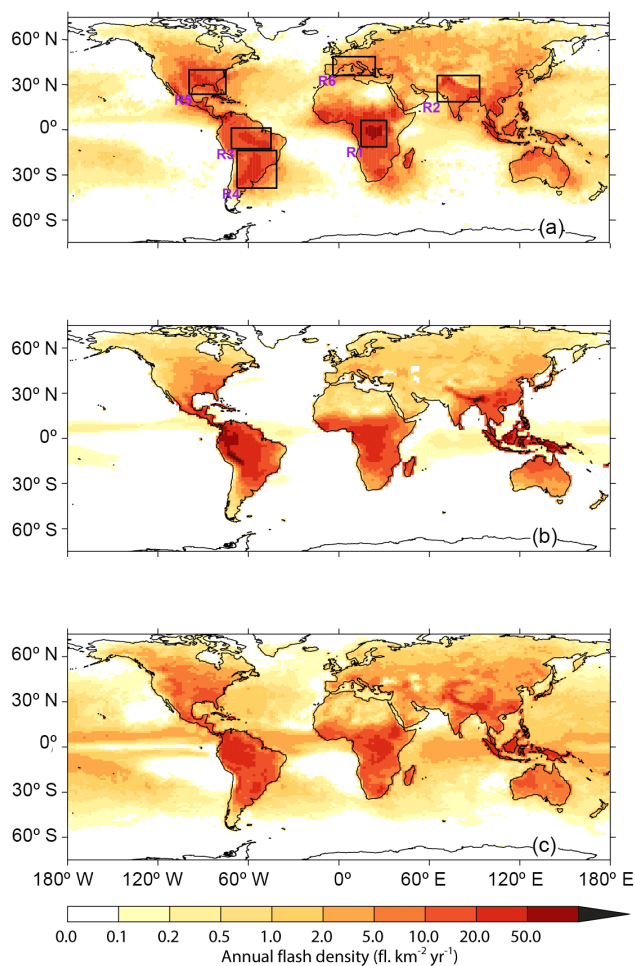 60° N
30° N
0°
30° S
60° S
R5
R6
R2
R3
R1
R4
(a)
60° N
30° N
0°
30° S
60° S
(b)
60° N
30° N
0°
30° S
60° S
(c)
180° W 120° W 60° W 0° 60° E 120° E 180 E
0.0 0.1 0.2 0.5 1.0 2.0 5.0 10.0 20.0 50.0
Annual flash density (fl. km⁻² yr⁻¹)